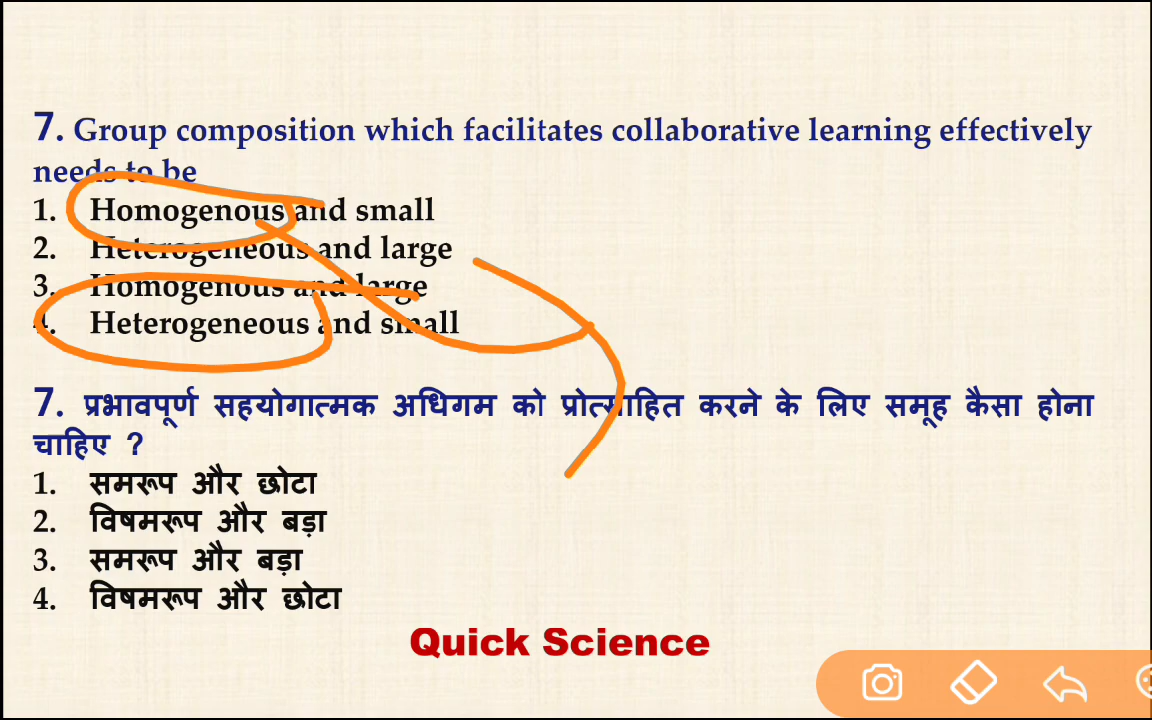 7. Group composition which facilitates collaborative learning effectively
needs to be
1. Homogenous and small
2. Heterogeneous and large
3. Homogenous and large
4. Heterogeneous and small
7. प्रभावपूर्ण सहयोगात्मक अधिगम को प्रोत्साहित करने के लिए समूह कैसा होना
चाहिए ?
1. समरूप और छोटा
2. विषमरूप और बड़ा
3. समरूप और बड़ा
4. विषमरूप और छोटा
Quick Science